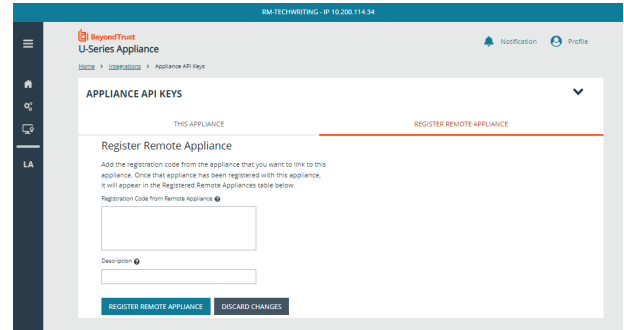 RM-TECHWRITING - IP 10.200.114.34
BeyondTrust
U-Series Appliance
Notification
Profile
Home > Integrations > Appliance API Keys
APPLIANCE API KEYS
THIS APPLIANCE
REGISTER REMOTE APPLIANCE
Register Remote Appliance
Add the registration code from the appliance that you want to link to this
appliance. Once that appliance has been registered with this appliance,
it will appear in the Registered Remote Appliances table below.
Registration Code from Remote Appliance
Description
REGISTER REMOTE APPLIANCE
DISCARD CHANGES
LA